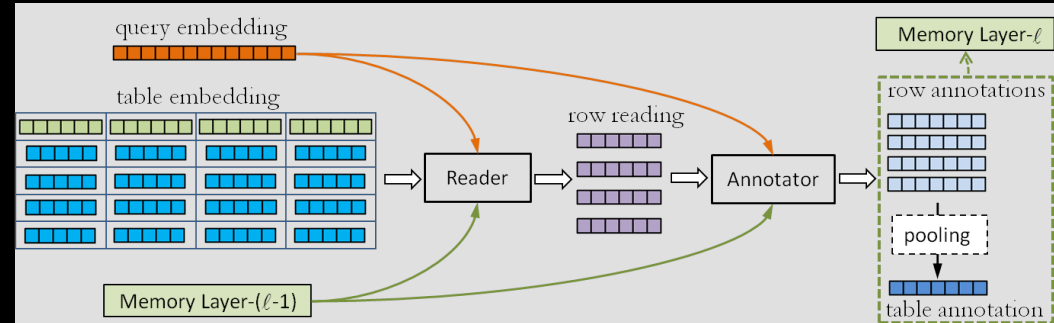 query embedding
Memory Layer-ℓ
table embedding
row annotations
row reading
Reader
Annotator
pooling
Memory Layer-(ℓ-1)
table annotation